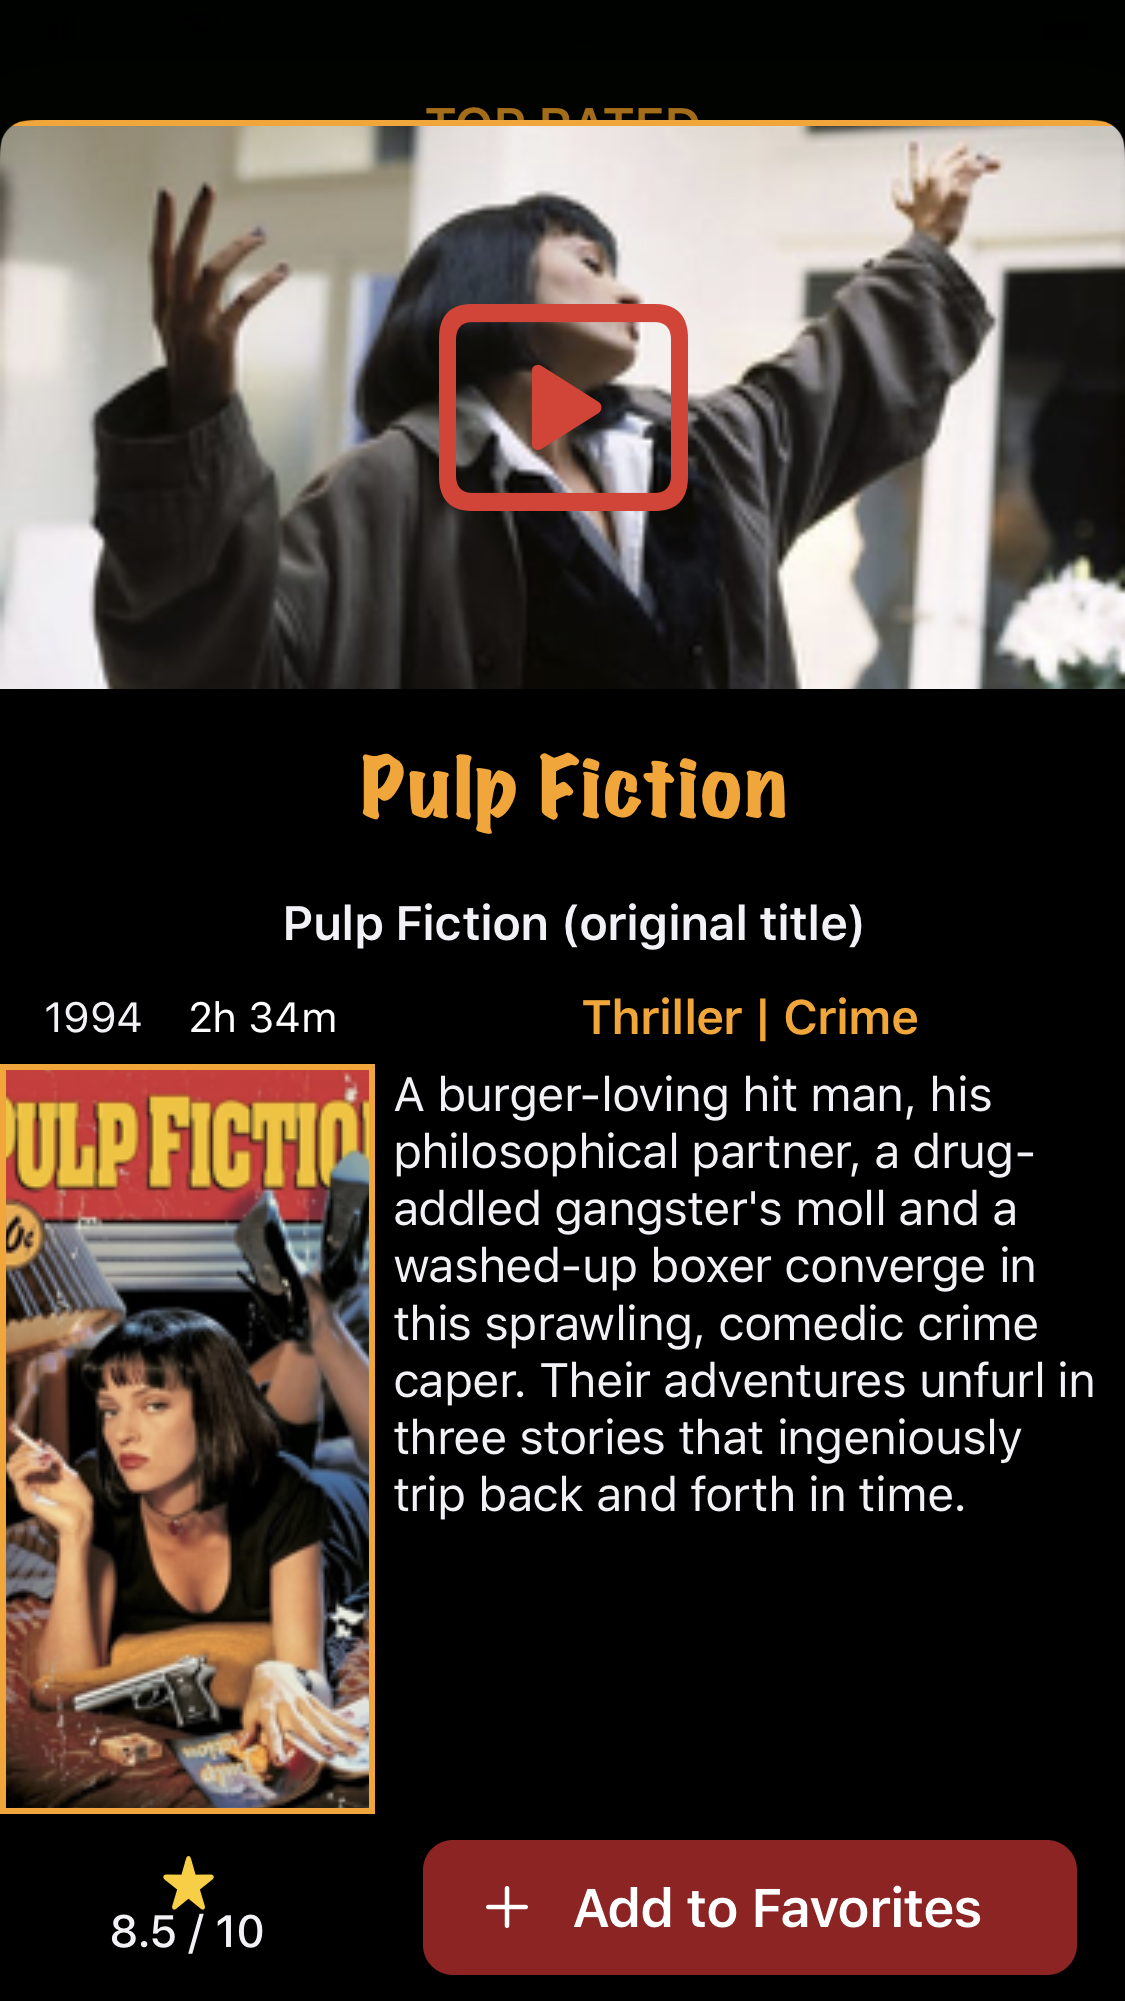 TOP RATED
Pulp Fiction
Pulp Fiction (original title)
1994 2h 34m
Thriller | Crime
PULP FICTION
A burger-loving hit man, his
philosophical partner, a drug-
addled gangster's moll and a
washed-up boxer converge in
this sprawling, comedic crime
caper. Their adventures unfurl in
three stories that ingeniously
trip back and forth in time.
0¢
8.5 / 10
+ Add to Favorites